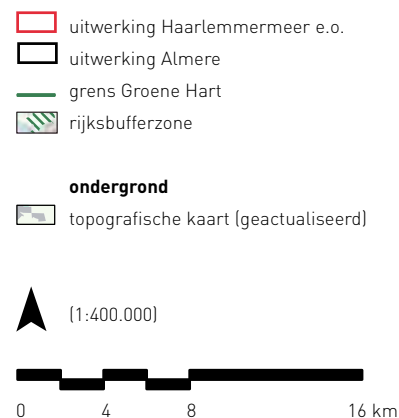 uitwerking Haarlemmermeer e.o.
uitwerking Almere
grens Groene Hart
rijksbufferzone
ondergrond
topografische kaart (geactualiseerd)
(1:400.000)
0 4 8 16 km